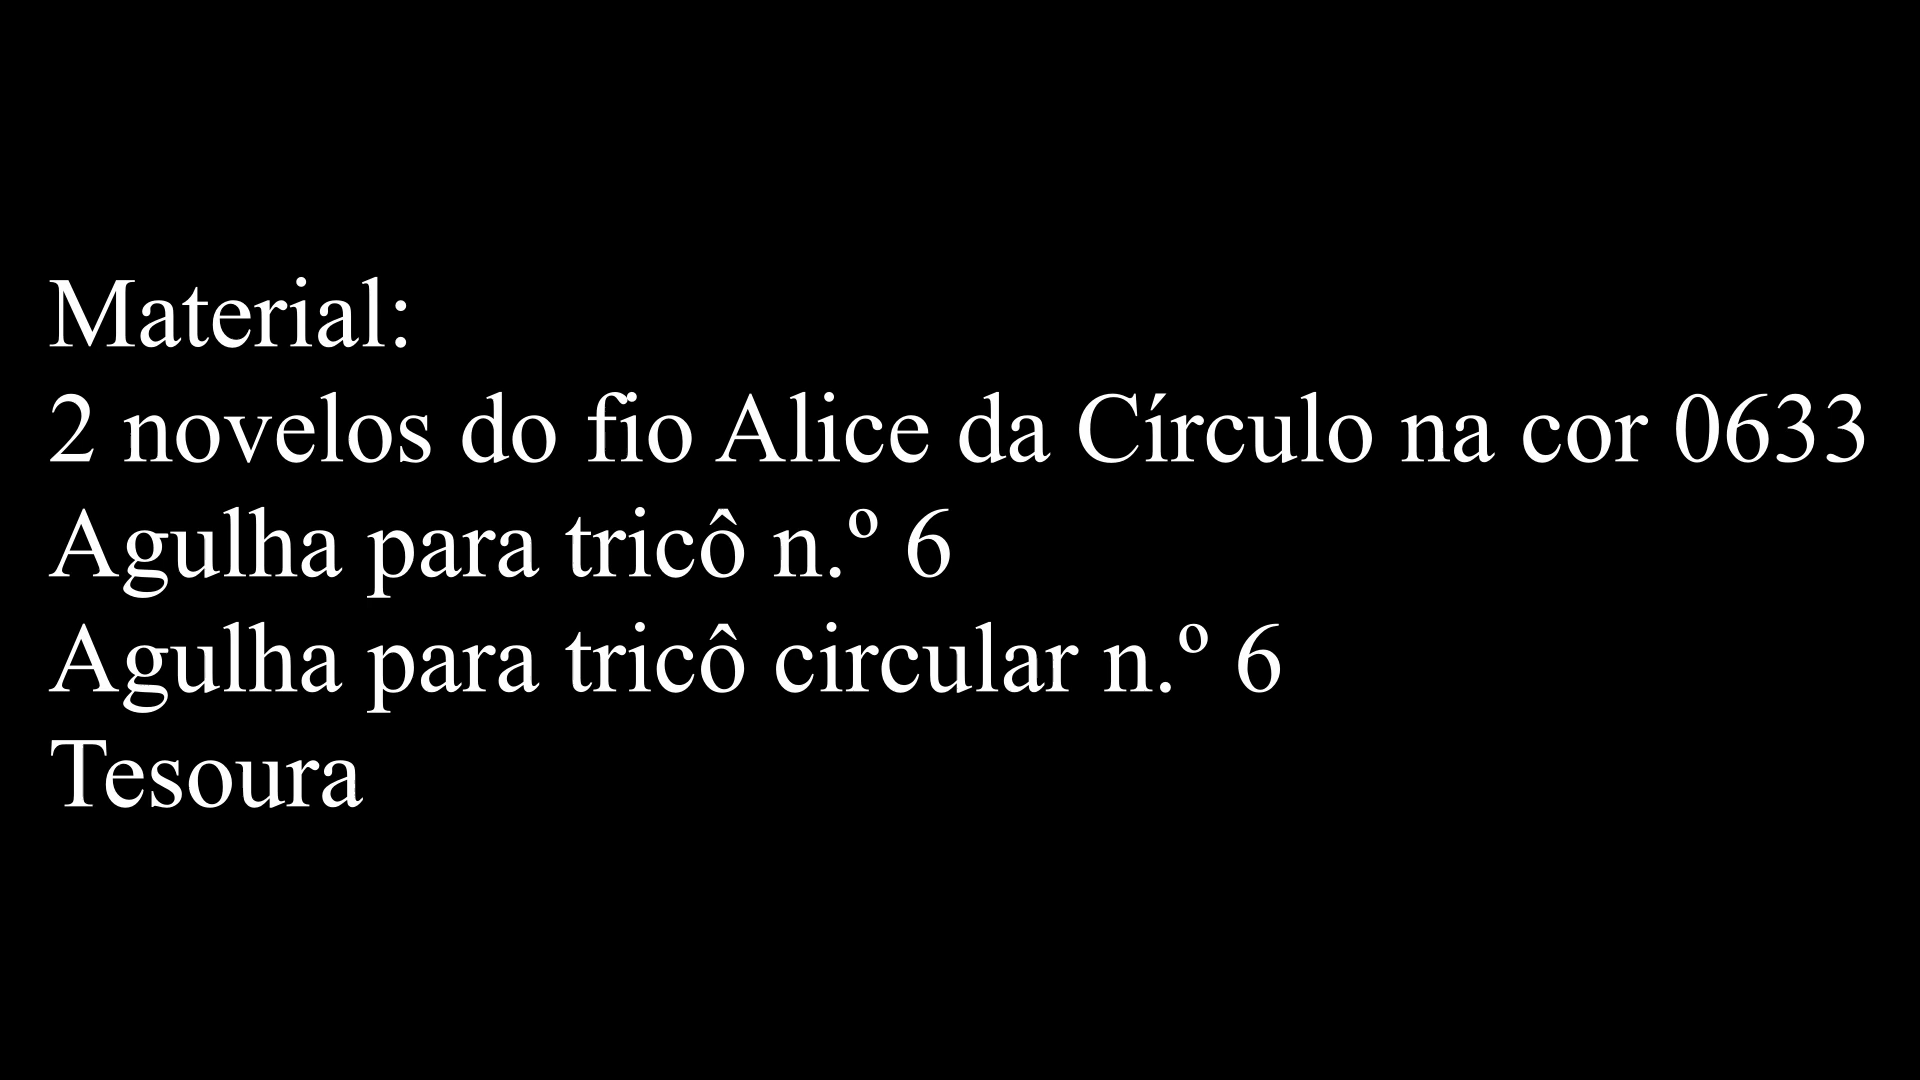 Material:
2 novelos do fio Alice da Círculo na cor 0633
Agulha para tricô n.º 6
Agulha para tricô circular n.º 6
Tesoura